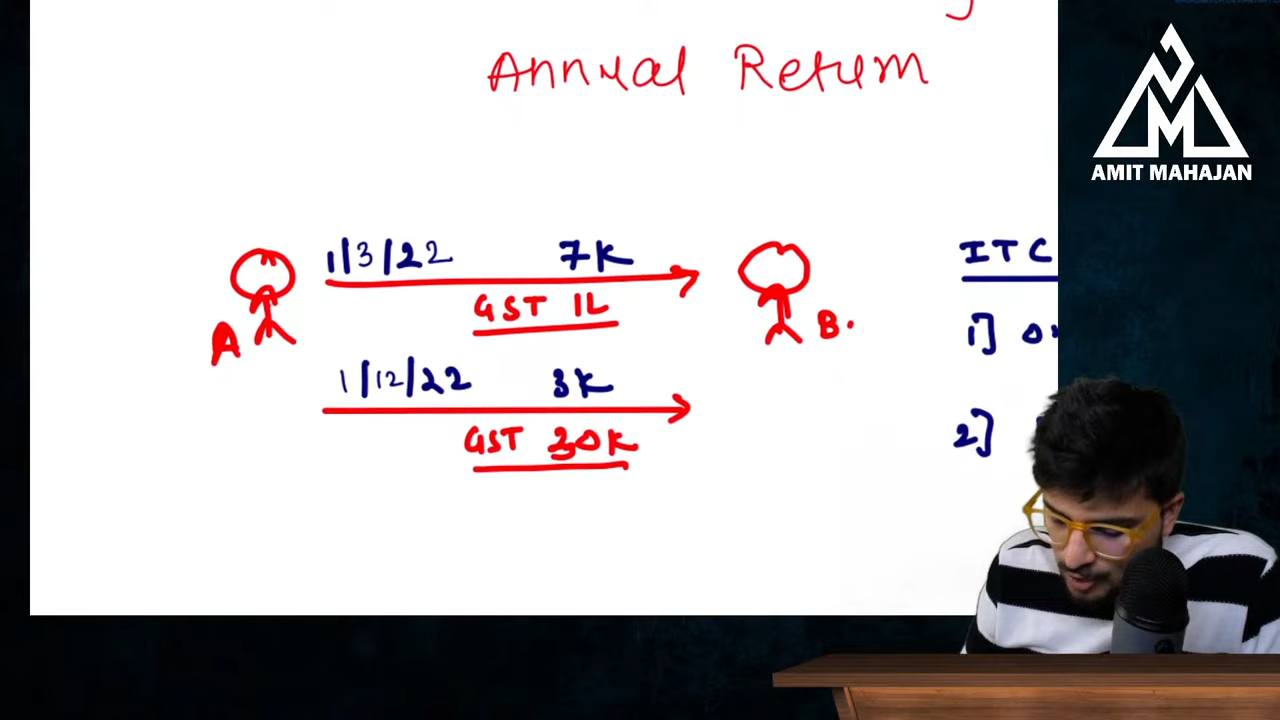 Annual Return
1/3/22 7K
GST 1L
A
B.
1/12/22 3K
GST 30K
ITC
1]
2]
AMIT MAHAJAN